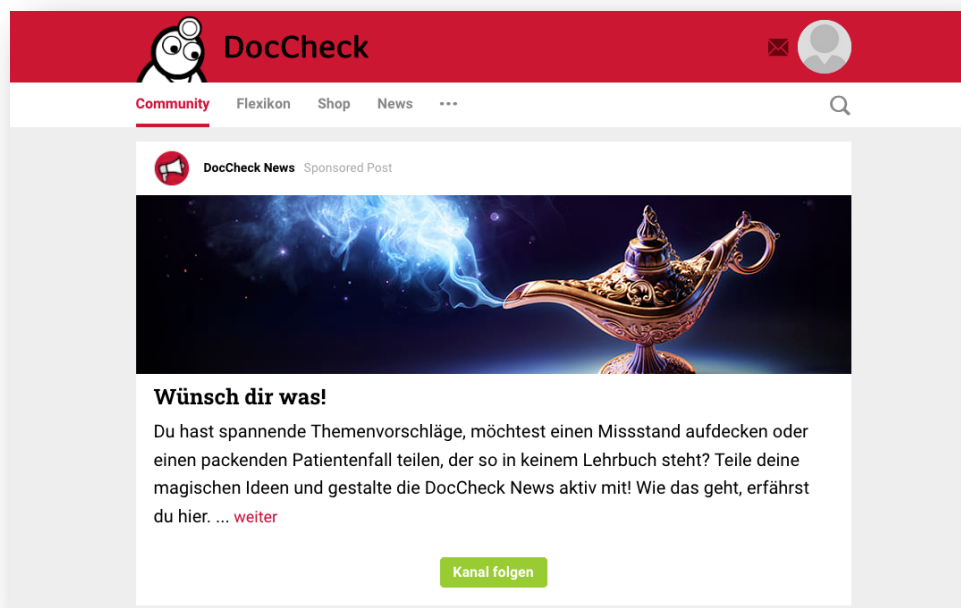 DocCheck
Community Flexikon Shop News ...
DocCheck News Sponsored Post
Wünsch dir was!
Du hast spannende Themenvorschläge, möchtest einen Missstand aufdecken oder
einen packenden Patientenfall teilen, der so in keinem Lehrbuch steht? Teile deine
magischen Ideen und gestalte die DocCheck News aktiv mit! Wie das geht, erfährst
du hier. ... weiter
Kanal folgen